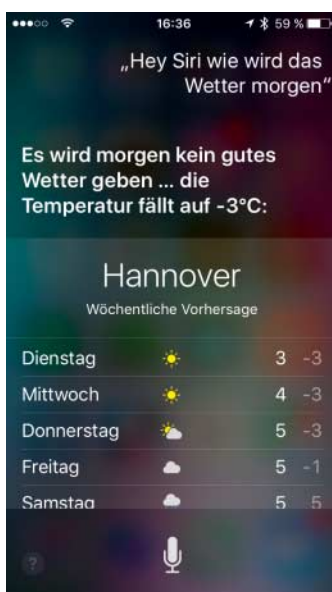 16:36 59 %
„Hey Siri wie wird das
Wetter morgen“
Es wird morgen kein gutes
Wetter geben ... die
Temperatur fällt auf -3°C:
Hannover
Wöchentliche Vorhersage
Dienstag 3 -3
Mittwoch 4 -3
Donnerstag 5 -3
Freitag 5 -1
Samstag 5 5
?